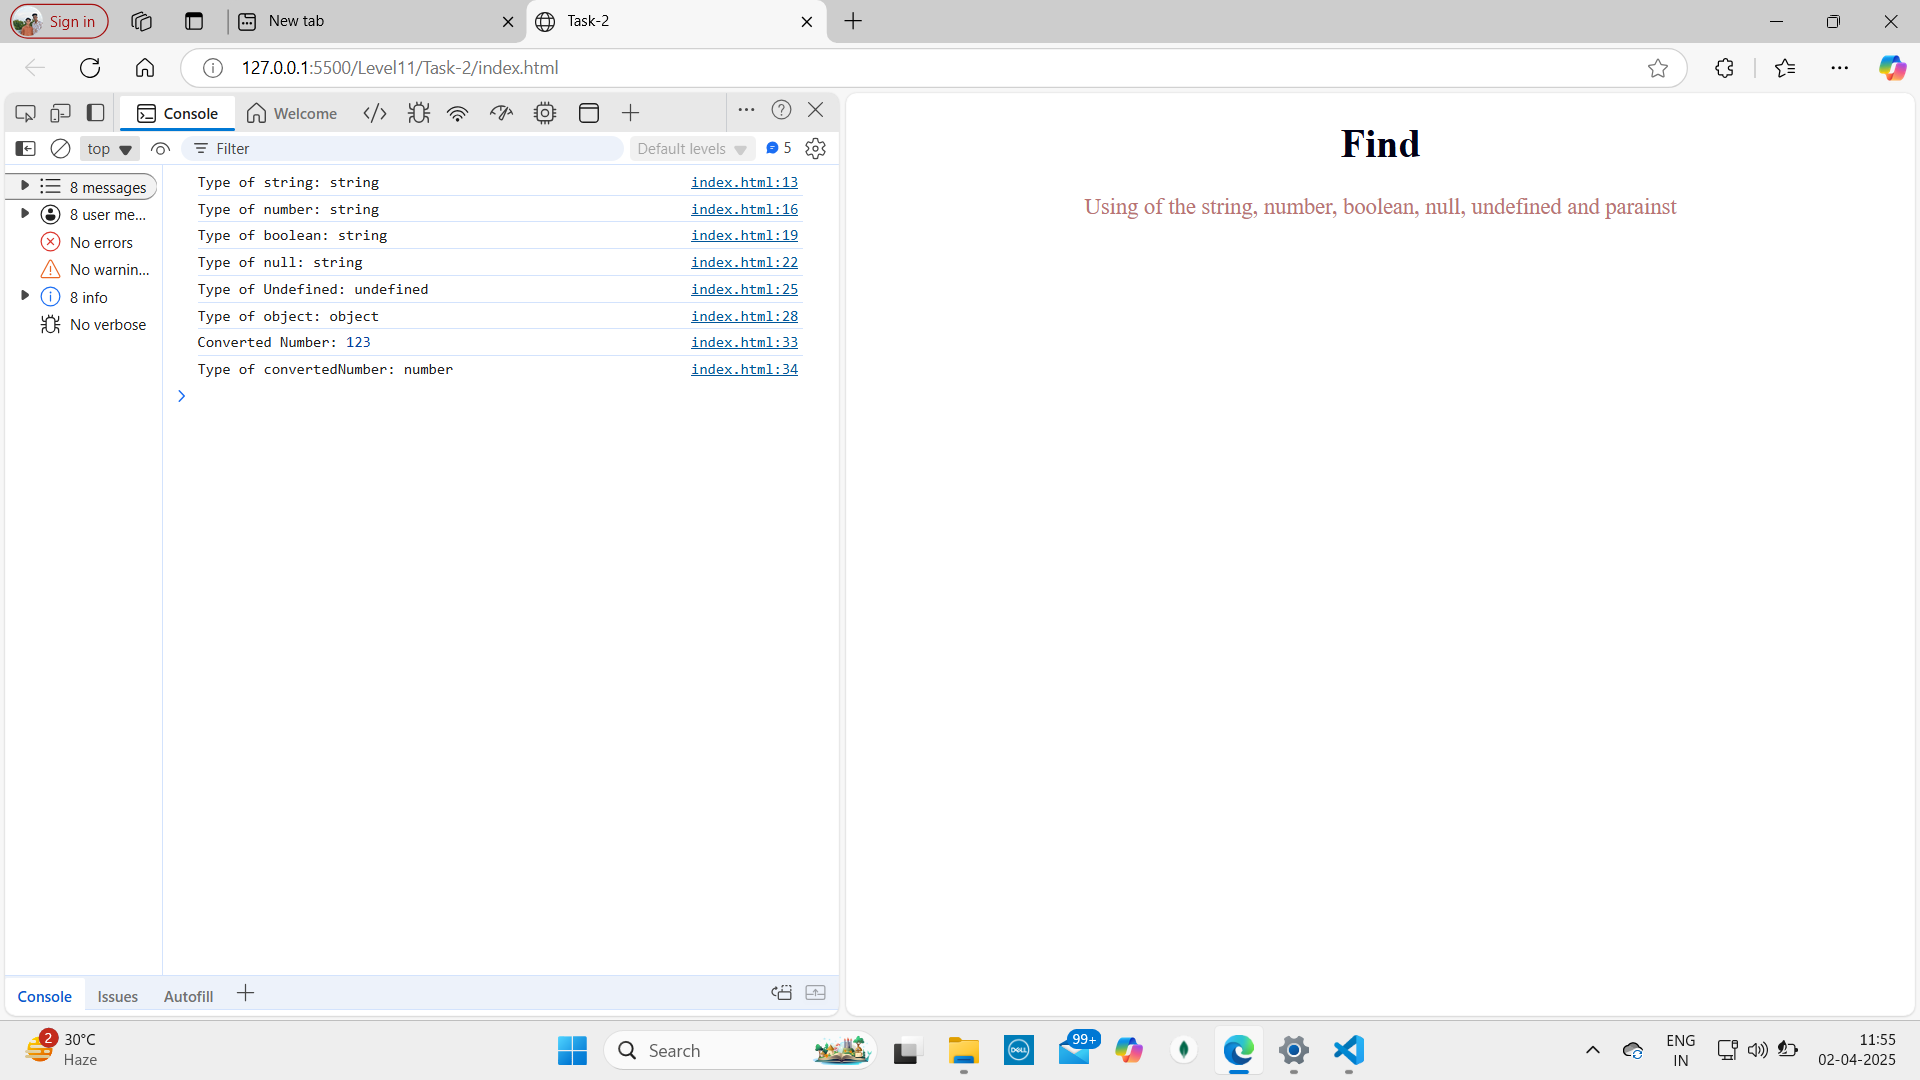 Sign in
New tab
Task-2
127.0.0.1:5500/Level11/Task-2/index.html
Console
Welcome
top
Filter
Default levels
5
8 messages
8 user me...
No errors
No warnin...
8 info
No verbose
Type of string: string index.html:13
Type of number: string index.html:16
Type of boolean: string index.html:19
Type of null: string index.html:22
Type of Undefined: undefined index.html:25
Type of object: object index.html:28
Converted Number: 123 index.html:33
Type of convertedNumber: number index.html:34
Console
Issues
Autofill
Find
Using of the string, number, boolean, null, undefined and parainst
2
30°C
Haze
Search
DELL
99+
ENG
IN
11:55
02-04-2025